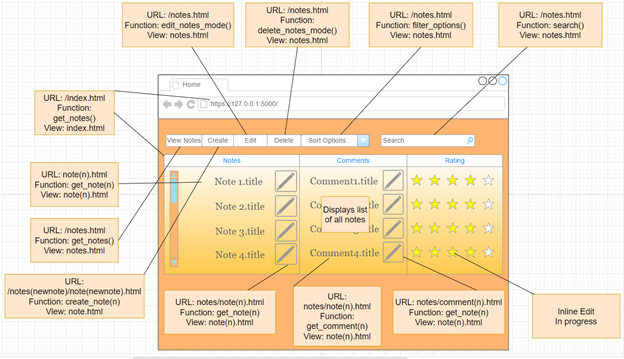 URL: /notes.html
Function: edit_notes_mode()
View: notes.html
URL: /notes.html
Function:
delete_notes_mode()
View: notes.html
URL: /notes.html
Function: filter_options()
View: notes.html
URL: /notes.html
Function: search()
View: notes.html
Home
https://127.0.0.1:5000/
URL: /index.html
Function:
get_notes()
View: index.html
View Notes
Create
Edit
Delete
Sort Options
Search
Notes
Comments
Rating
URL: note(n).html
Function: get_note(n)
View: note(n).html
Note 1.title
Comment1.title
Note 2.title
Displays list
of all notes
Note 3.title
Note 4.title
Comment4.title
URL: /notes.html
Function: get_notes()
View: notes.html
URL:
/notes(newnote)/note(newnote).html
Function: create_note(n)
View: note.html
URL: notes/note(n).html
Function: get_note(n)
View: note(n).html
URL:
notes/note(n).html
Function:
get_comment(n)
View: note(n).html
URL: notes/comment(n).html
Function: get_note(n)
View: note(n).html
Inline Edit
In progress